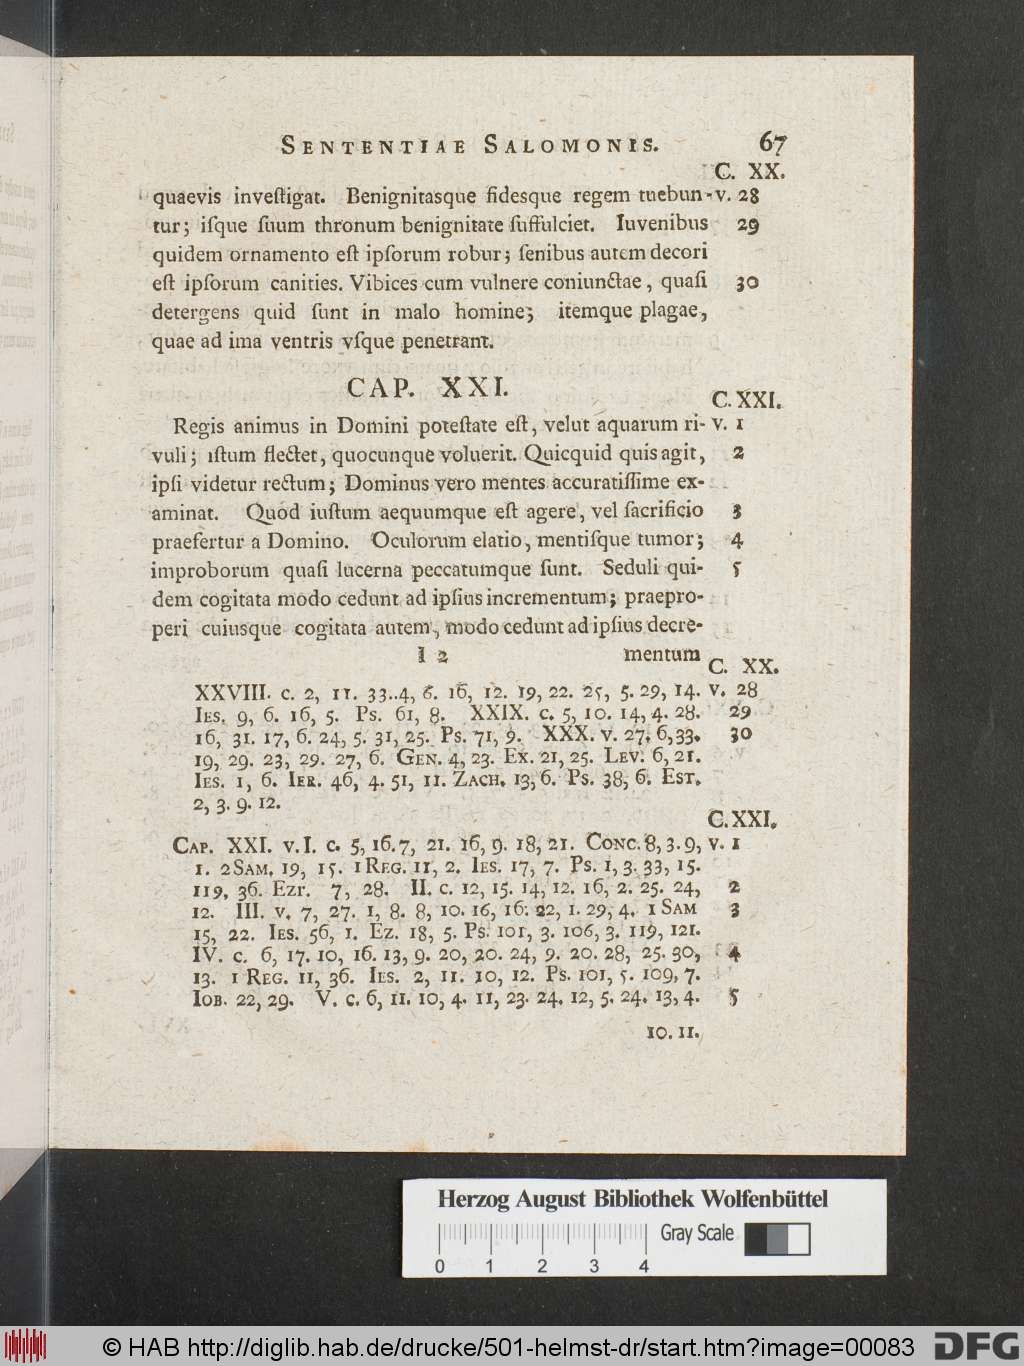 SENTENTIAE SALOMONIS. 67
C. XX.
quaevis inveſtigat. Benignitasque fidesque regem tuebun- v. 28
tur; iſque ſuum thronum benignitate ſuffulciet. Iuvenibus 29
quidem ornamento eſt ipſorum robur; ſenibus autem decori
eſt ipſorum canities. Vibices cum vulnere coniunctae, quaſi 30
detergens quid ſunt in malo homine; itemque plagae,
quae ad ima ventris vſque penetrant.
CAP. XXI.
C. XXI.
Regis animus in Domini poteſtate eſt, velut aquarum ri- v. 1
vuli; iſtum flectet, quocunque voluerit. Quicquid quis agit, 2
ipſi videtur rectum; Dominus vero mentes accuratiſſime ex-
aminat. Quod iuſtum aequumque eſt agere, vel ſacrificio 3
praefertur a Domino. Oculorum elatio, mentiſque tumor; 4
improborum quaſi lucerna peccatumque ſunt. Seduli qui- 5
dem cogitata modo cedunt ad ipſius incrementum; praepro-
peri cuiusque cogitata autem, modo cedunt ad ipſius decre-
I 2 mentum
C. XX.
XXVIII. c. 2, 11. 33..4, 6. 16, 12. 19, 22. 25, 5. 29, 14. v. 28
IES. 9, 6. 16, 5. PS. 61, 8. XXIX. c. 5, 10. 14, 4. 28. 29
16, 31. 17, 6. 24, 5. 31, 25. PS. 71, 9. XXX. v. 27. 6, 33. 30
19, 29. 23, 29. 27, 6. GEN. 4, 23. EX. 21, 25. LEV. 6, 21.
IES. 1, 6. IER. 46, 4. 51, 11. ZACH. 13, 6. PS. 38, 6. EST.
2, 3. 9. 12.
C. XXI.
CAP. XXI. v. I. c. 5, 16. 7, 21. 16, 9. 18, 21. CONC. 8, 3. 9, v. 1
1. 2 SAM. 19, 15. 1 REG. 11, 2. IES. 17, 7. PS. 1, 3. 33, 15.
119, 36. EZR. 7, 28. II. c. 12, 15. 14, 12. 16, 2. 25. 24, 2
12. III. v. 7, 27. 1, 8. 8, 10. 16, 16. 22, 1. 29, 4. 1 SAM 3
15, 22. IES. 56, 1. EZ. 18, 5. PS. 101, 3. 106, 3. 119, 121.
IV. c. 6, 17. 10, 16. 13, 9. 20, 20. 24, 9. 20. 28, 25. 30, 4
13. 1 REG. 11, 36. IES. 2, 11. 10, 12. PS. 101, 5. 109, 7.
IOB. 22, 29. V. c. 6, 11. 10, 4. 11, 23. 24. 12, 5. 24. 13, 4. 5
10. 11.
Herzog August Bibliothek Wolfenbüttel
Gray Scale
0 1 2 3 4
© HAB http://diglib.hab.de/drucke/501-helmst-dr/start.htm?image=00083 DFG